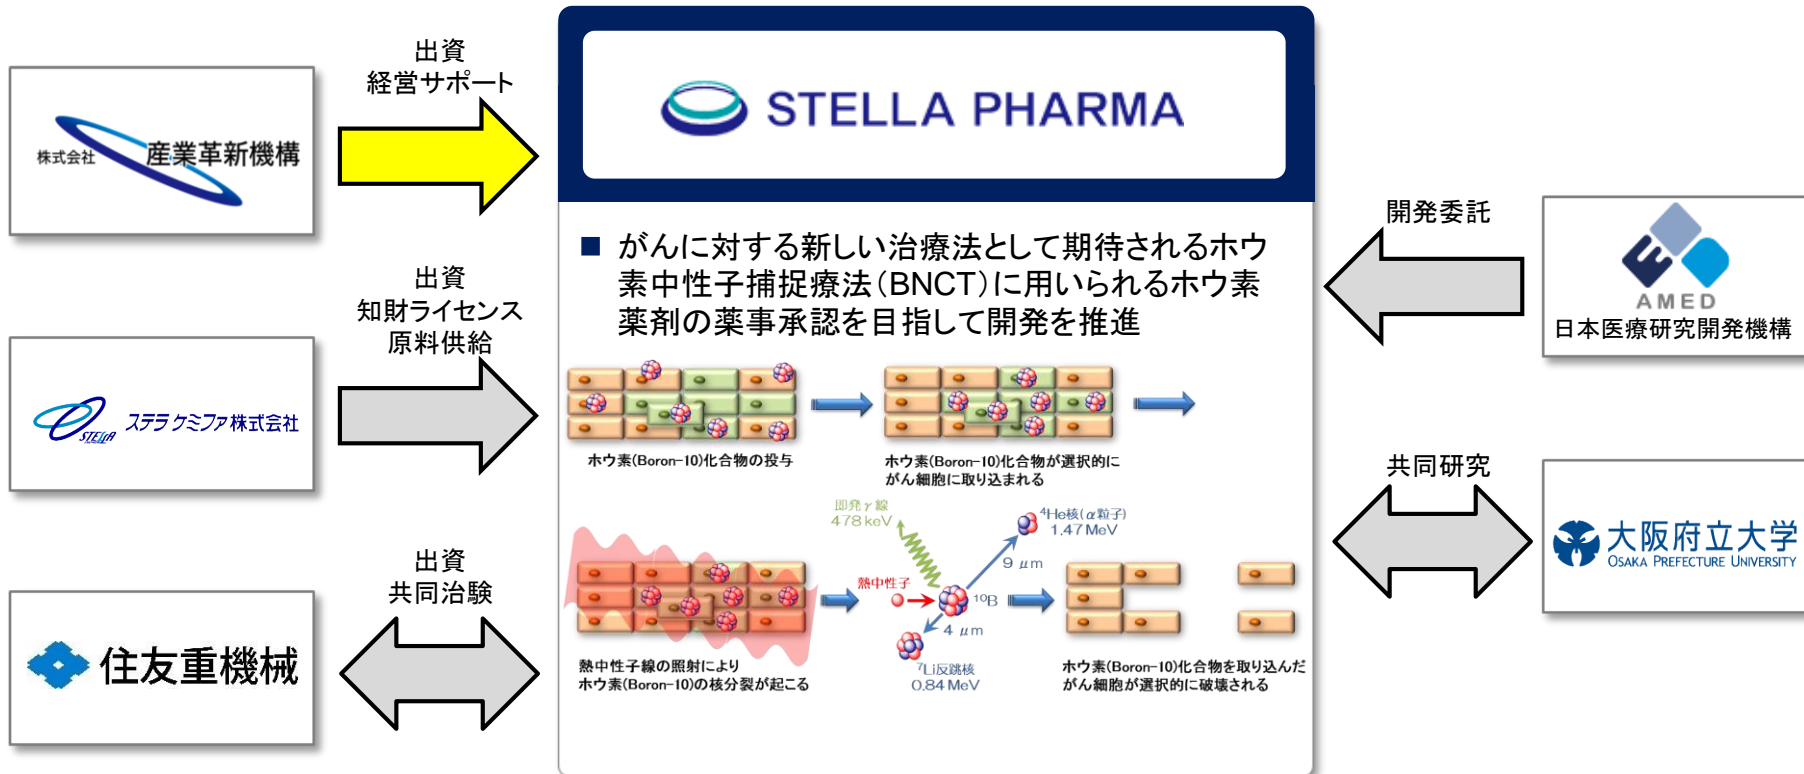 出資
経営サポート
株式会社 産業革新機構
出資
知財ライセンス
原料供給
STELLA
ステラ ケミファ株式会社
出資
共同治験
住友重機械
STELLA PHARMA
■ がんに対する新しい治療法として期待されるホウ
素中性子捕捉療法(BNCT)に用いられるホウ素
薬剤の薬事承認を目指して開発を推進
ホウ素(Boron-10)化合物の投与
ホウ素(Boron-10)化合物が選択的に
がん細胞に取り込まれる
即発γ線
478 keV
⁴He核(α粒子)
1.47 MeV
9 μm
熱中性子
¹⁰B
4 μm
⁷Li反跳核
0.84 MeV
熱中性子線の照射により
ホウ素(Boron-10)の核分裂が起こる
ホウ素(Boron-10)化合物を取り込んだ
がん細胞が選択的に破壊される
開発委託
AMED
日本医療研究開発機構
共同研究
大阪府立大学
OSAKA PREFECTURE UNIVERSITY